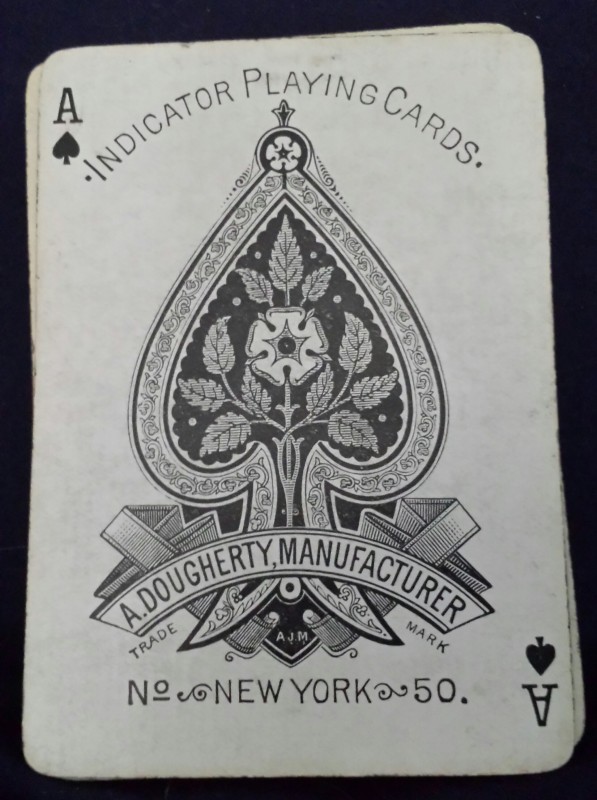 A
·INDICATOR PLAYING CARDS.
A. DOUGHERTY, MANUFACTURER
TRADE MARK
A.J.M.
No NEW YORK 50.
A